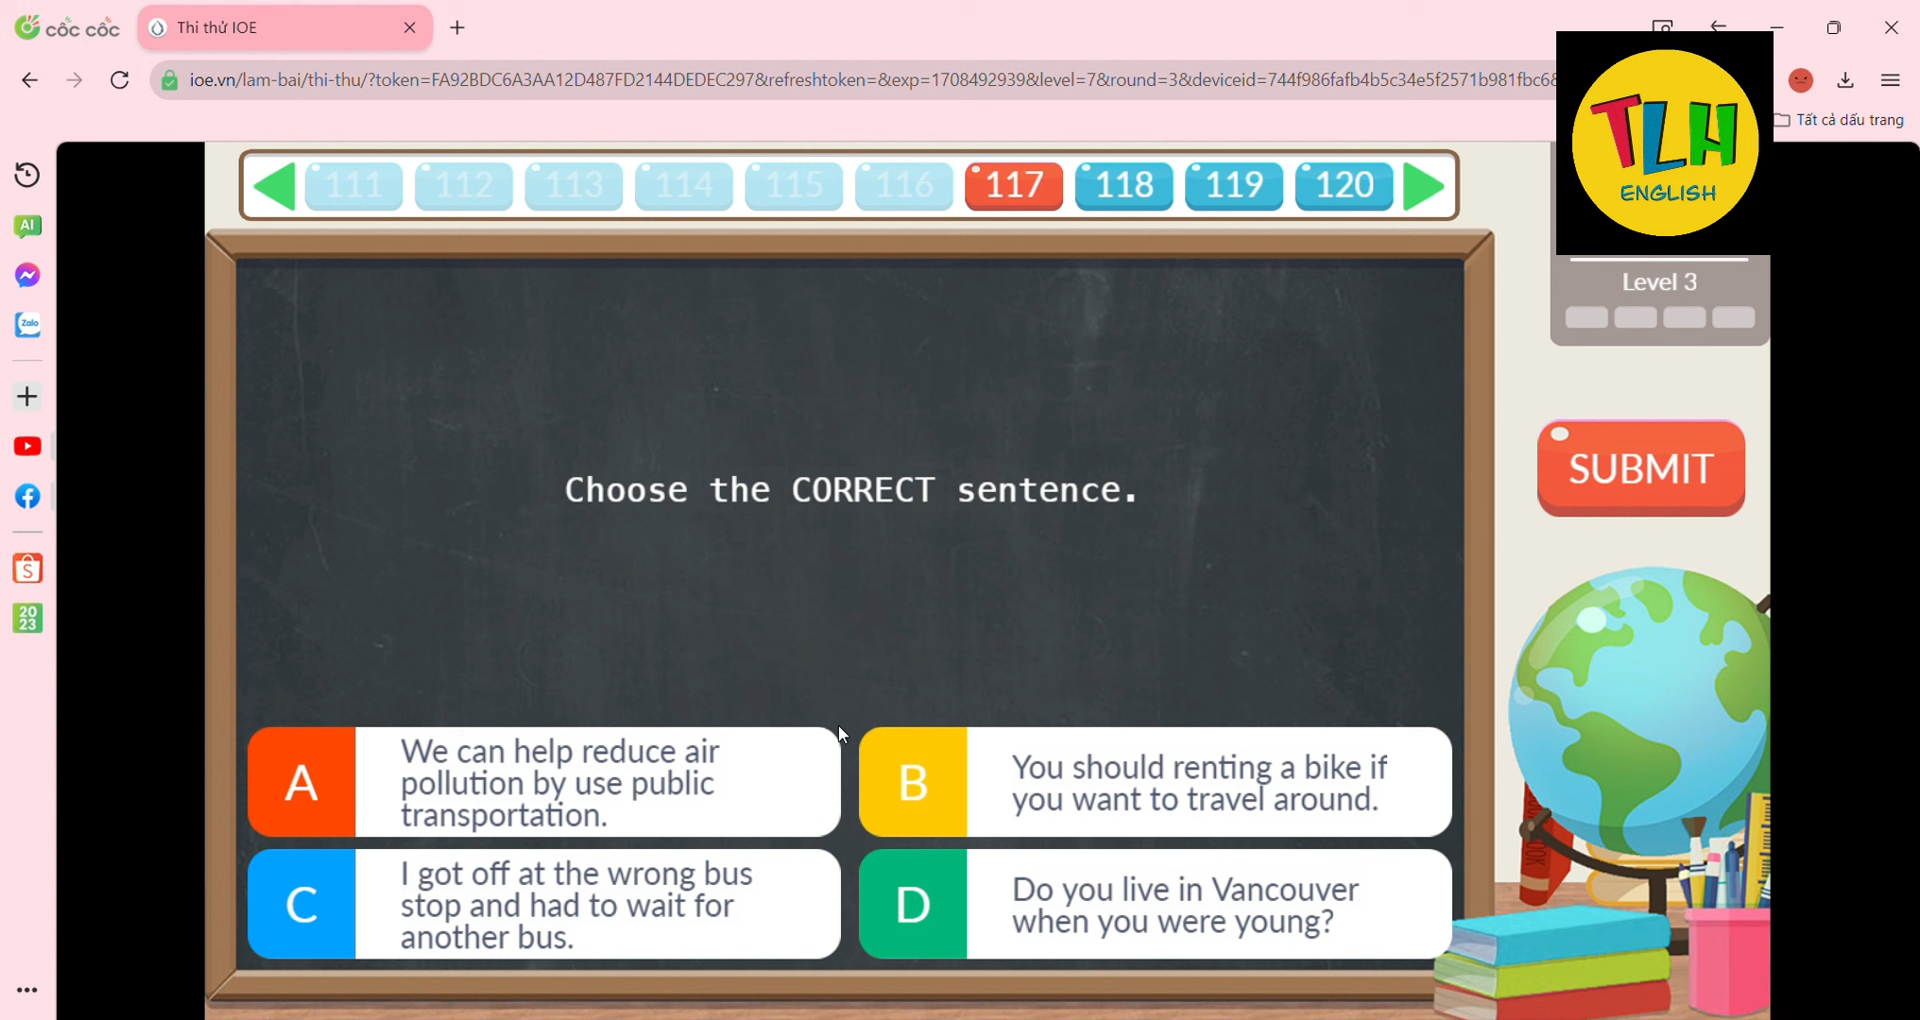 cốc cốc
Thi thử IOE
ioe.vn/lam-bai/thi-thu/?token=FA92BDC6A3AA12D487FD2144DEDEC297&refreshtoken=&exp=1708492939&level=7&round=3&deviceid=744f986fafb4b5c34e5f2571b981fbc6&
Tất cả dấu trang
TLH
ENGLISH
AI
Zalo
20
23
111 112 113 114 115 116 117 118 119 120
Level 3
Choose the CORRECT sentence.
SUBMIT
A
We can help reduce air
pollution by use public
transportation.
B
You should renting a bike if
you want to travel around.
C
I got off at the wrong bus
stop and had to wait for
another bus.
D
Do you live in Vancouver
when you were young?